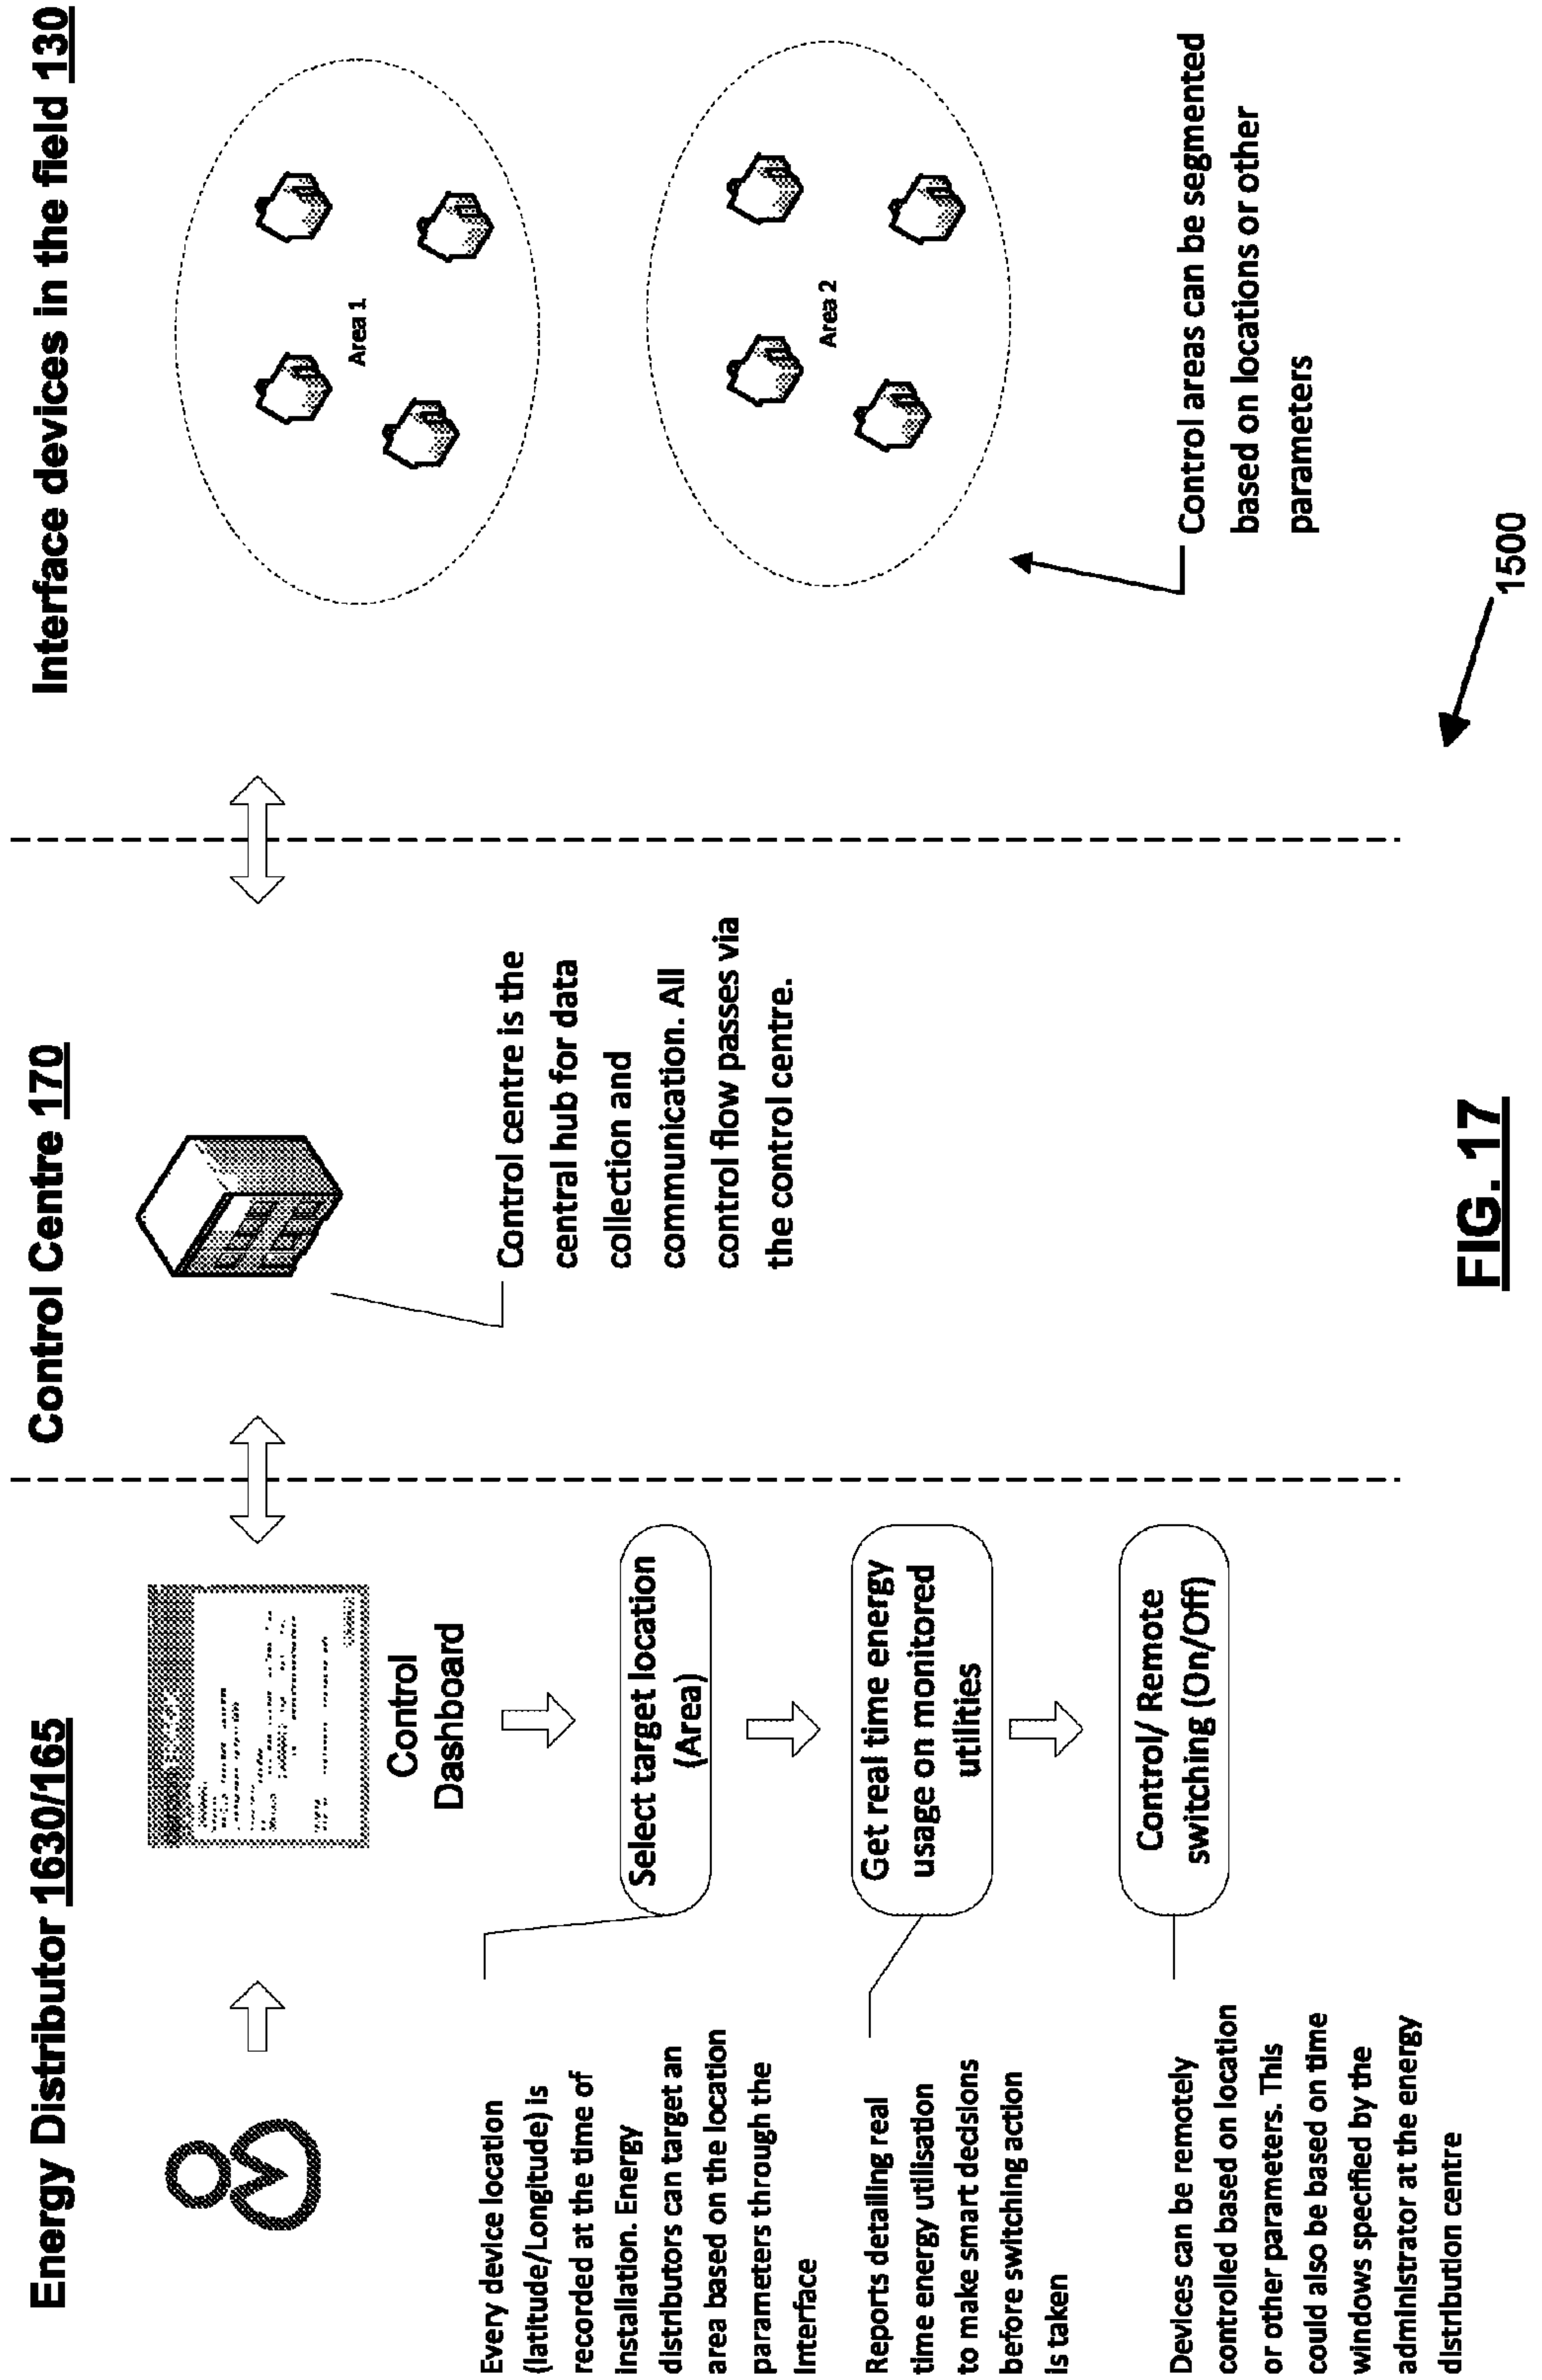 Energy Distributor 1630/165
Control Centre 170
Interface devices in the field 130
Control
Dashboard
Every device location
(latitude/Longitude) is
recorded at the time of
installation. Energy
distributors can target an
area based on the location
parameters through the
Interface
Select target location
(Area)
Reports detailing real
time energy utilisation
to make smart decisions
before switching action
is taken
Get real time energy
usage on monitored
utilities
Devices can be remotely
controlled based on location
or other parameters. This
could also be based on time
windows specified by the
administrator at the energy
distribution centre
Control/ Remote
switching (On/Off)
Control centre is the
central hub for data
collection and
communication. All
control flow passes via
the control centre.
Area 1
Area 2
Control areas can be segmented
based on locations or other
parameters
1500
FIG. 17